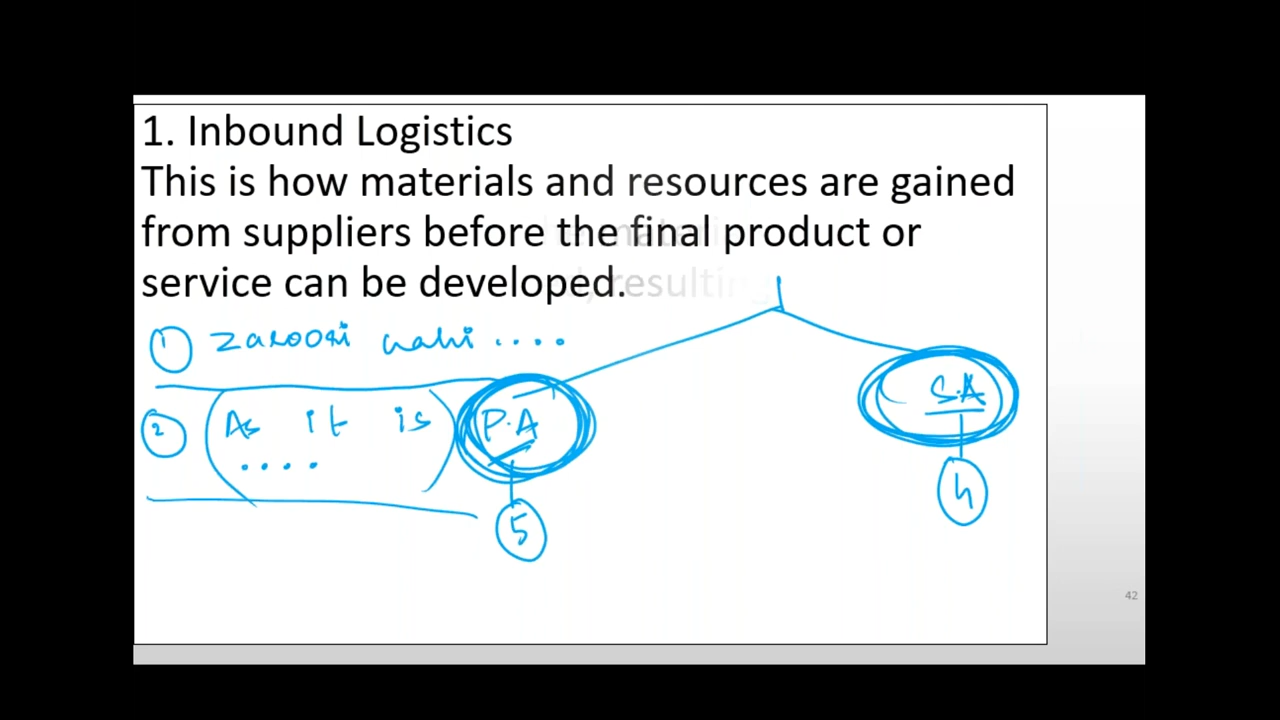 1. Inbound Logistics
This is how materials and resources are gained
from suppliers before the final product or
service can be developed.
1 zaroori nahi ....
2 (As it is) P.A S.A
....
5 4
42